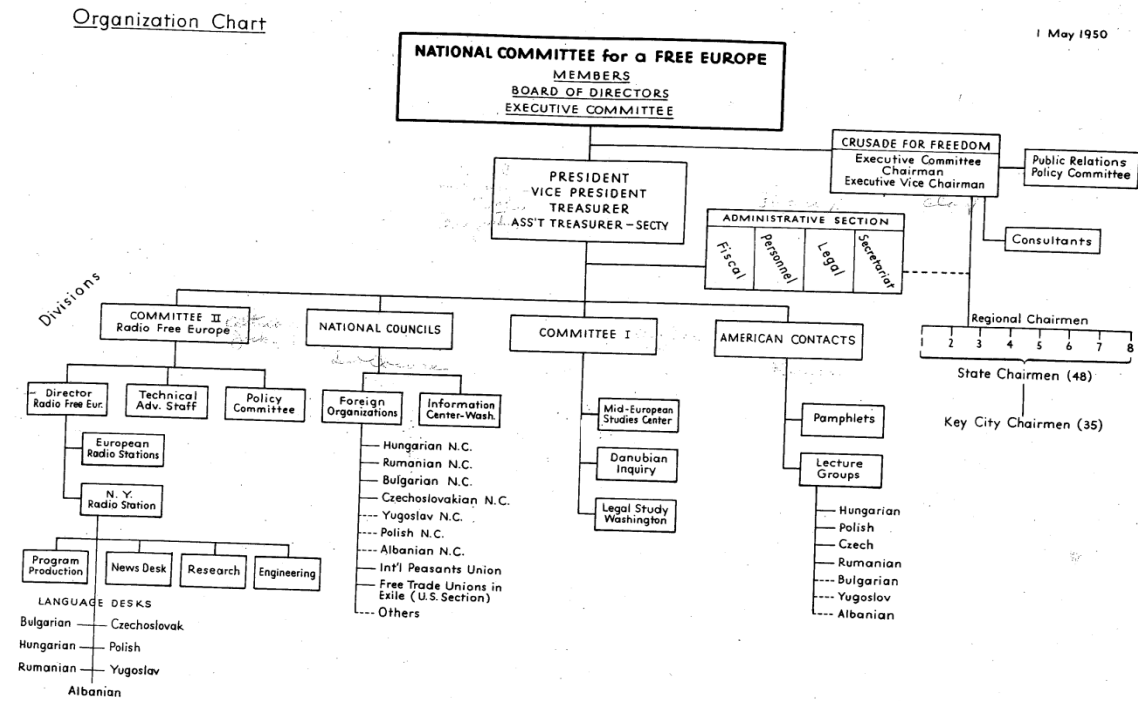 Organization Chart
1 May 1950
NATIONAL COMMITTEE for a FREE EUROPE
MEMBERS
BOARD OF DIRECTORS
EXECUTIVE COMMITTEE
CRUSADE FOR FREEDOM
Executive Committee
Chairman
Executive Vice Chairman
Public Relations
Policy Committee
Consultants
PRESIDENT
VICE PRESIDENT
TREASURER
ASS'T TREASURER – SECTY
ADMINISTRATIVE SECTION
Fiscal
Personnel
Legal
Secretariat
Divisions
COMMITTEE II
Radio Free Europe
NATIONAL COUNCILS
COMMITTEE I
AMERICAN CONTACTS
Regional Chairmen
1 2 3 4 5 6 7 8
State Chairmen (48)
Key City Chairmen (35)
Director
Radio Free Eur.
Technical
Adv. Staff
Policy
Committee
European
Radio Stations
N. Y.
Radio Station
Program
Production
News Desk
Research
Engineering
LANGUAGE DESKS
Bulgarian
Czechoslovak
Hungarian
Polish
Rumanian
Yugoslav
Albanian
Foreign
Organizations
Information
Center-Wash.
Hungarian N.C.
Rumanian N.C.
Bulgarian N.C.
Czechoslovakian N.C.
Yugoslav N.C.
Polish N.C.
Albanian N.C.
Int'l Peasants Union
Free Trade Unions in
Exile (U.S. Section)
Others
Mid-European
Studies Center
Danubian
Inquiry
Legal Study
Washington
Pamphlets
Lecture
Groups
Hungarian
Polish
Czech
Rumanian
Bulgarian
Yugoslov
Albanian